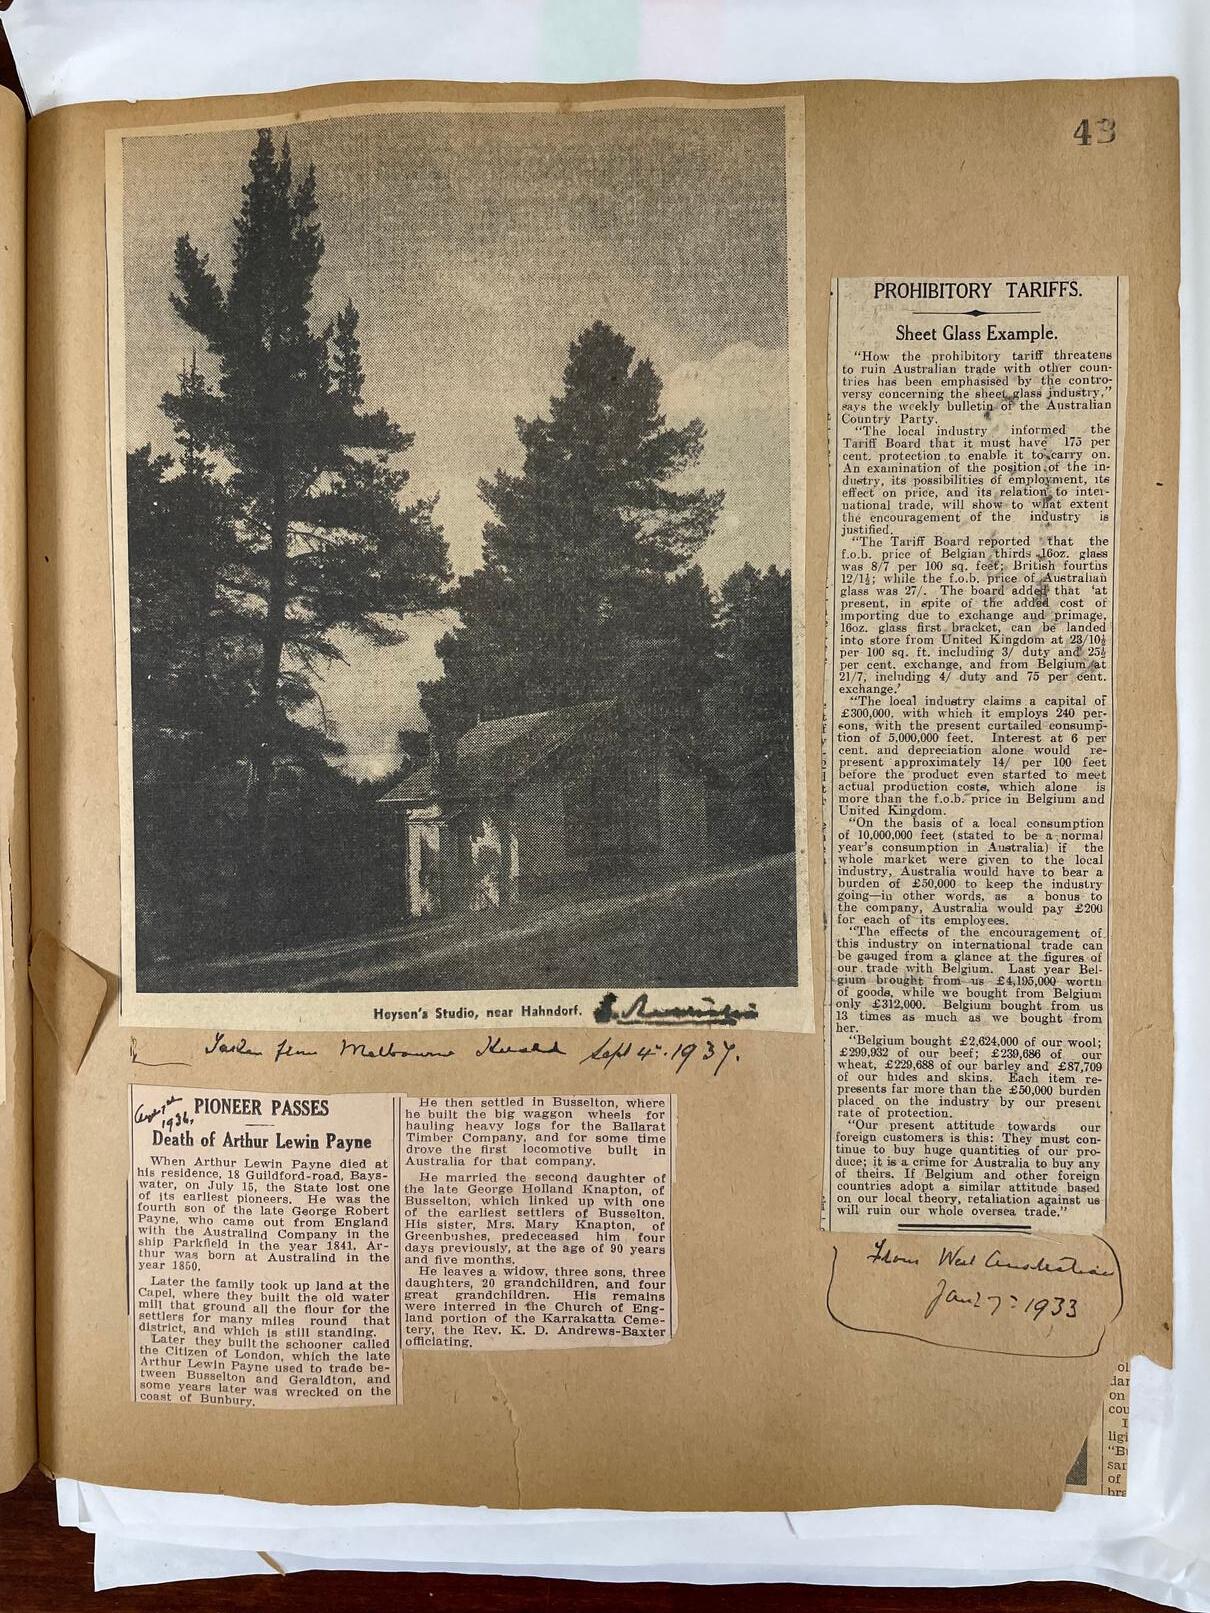 43
Heysen's Studio, near Hahndorf.
Taken from Melbourne Herald Sept 4th. 1937.
1936.
PIONEER PASSES
Death of Arthur Lewin Payne
When Arthur Lewin Payne died at
his residence, 18 Guildford-road, Bays-
water, on July 15, the State lost one
of its earliest pioneers. He was the
fourth son of the late George Robert
Payne, who came out from England
with the Australind Company in the
ship Parkfield in the year 1841. Ar-
thur was born at Australind in the
year 1850.
Later the family took up land at the
Capel, where they built the old water
mill that ground all the flour for the
settlers for many miles round that
district, and which is still standing.
Later they built the schooner called
the Citizen of London, which the late
Arthur Lewin Payne used to trade be-
tween Busselton and Geraldton, and
some years later was wrecked on the
coast of Bunbury.
He then settled in Busselton, where
he built the big waggon wheels for
hauling heavy logs for the Ballarat
Timber Company, and for some time
drove the first locomotive built in
Australia for that company.
He married the second daughter of
the late George Holland Knapton, of
Busselton, which linked up with one
of the earliest settlers of Busselton.
His sister, Mrs. Mary Knapton, of
Greenbushes, predeceased him four
days previously, at the age of 90 years
and five months.
He leaves a widow, three sons, three
daughters, 20 grandchildren, and four
great grandchildren. His remains
were interred in the Church of Eng-
land portion of the Karrakatta Ceme-
tery, the Rev. K. D. Andrews-Baxter
officiating.
PROHIBITORY TARIFFS.
Sheet Glass Example.
"How the prohibitory tariff threatens
to ruin Australian trade with other coun-
tries has been emphasised by the contro-
versy concerning the sheet glass industry,"
says the weekly bulletin of the Australian
Country Party.
"The local industry informed the
Tariff Board that it must have 175 per
cent. protection to enable it to carry on.
An examination of the position of the in-
dustry, its possibilities of employment, its
effect on price, and its relation to inter-
national trade, will show to what extent
the encouragement of the industry is
justified.
"The Tariff Board reported that the
f.o.b. price of Belgian thirds 16oz. glass
was 8/7 per 100 sq. feet; British fourths
12/1½; while the f.o.b. price of Australian
glass was 27/. The board added that 'at
present, in spite of the added cost of
importing due to exchange and primage,
16oz. glass first bracket, can be landed
into store from United Kingdom at 23/10½
per 100 sq. ft. including 3/ duty and 25½
per cent. exchange, and from Belgium at
21/7, including 4/ duty and 75 per cent.
exchange.'
"The local industry claims a capital of
£300,000, with which it employs 240 per-
sons, with the present curtailed consump-
tion of 5,000,000 feet. Interest at 6 per
cent. and depreciation alone would re-
present approximately 14/ per 100 feet
before the product even started to meet
actual production costs, which alone is
more than the f.o.b. price in Belgium and
United Kingdom.
"On the basis of a local consumption
of 10,000,000 feet (stated to be a normal
year's consumption in Australia) if the
whole market were given to the local
industry, Australia would have to bear a
burden of £50,000 to keep the industry
going—in other words, as a bonus to
the company, Australia would pay £200
for each of its employees.
"The effects of the encouragement of
this industry on international trade can
be gauged from a glance at the figures of
our trade with Belgium. Last year Bel-
gium brought from us £4,195,000 worth
of goods, while we bought from Belgium
only £312,000. Belgium bought from us
13 times as much as we bought from
her.
"Belgium bought £2,624,000 of our wool;
£299,932 of our beef; £239,686 of our
wheat, £229,688 of our barley and £87,709
of our hides and skins. Each item re-
presents far more than the £50,000 burden
placed on the industry by our present
rate of protection.
"Our present attitude towards our
foreign customers is this: They must con-
tinue to buy huge quantities of our pro-
duce; it is a crime for Australia to buy any
of theirs. If Belgium and other foreign
countries adopt a similar attitude based
on our local theory, retaliation against us
will ruin our whole oversea trade."
From West Australian
Jan 7th 1933
on
cou
ligi
"B
sar
of
bra